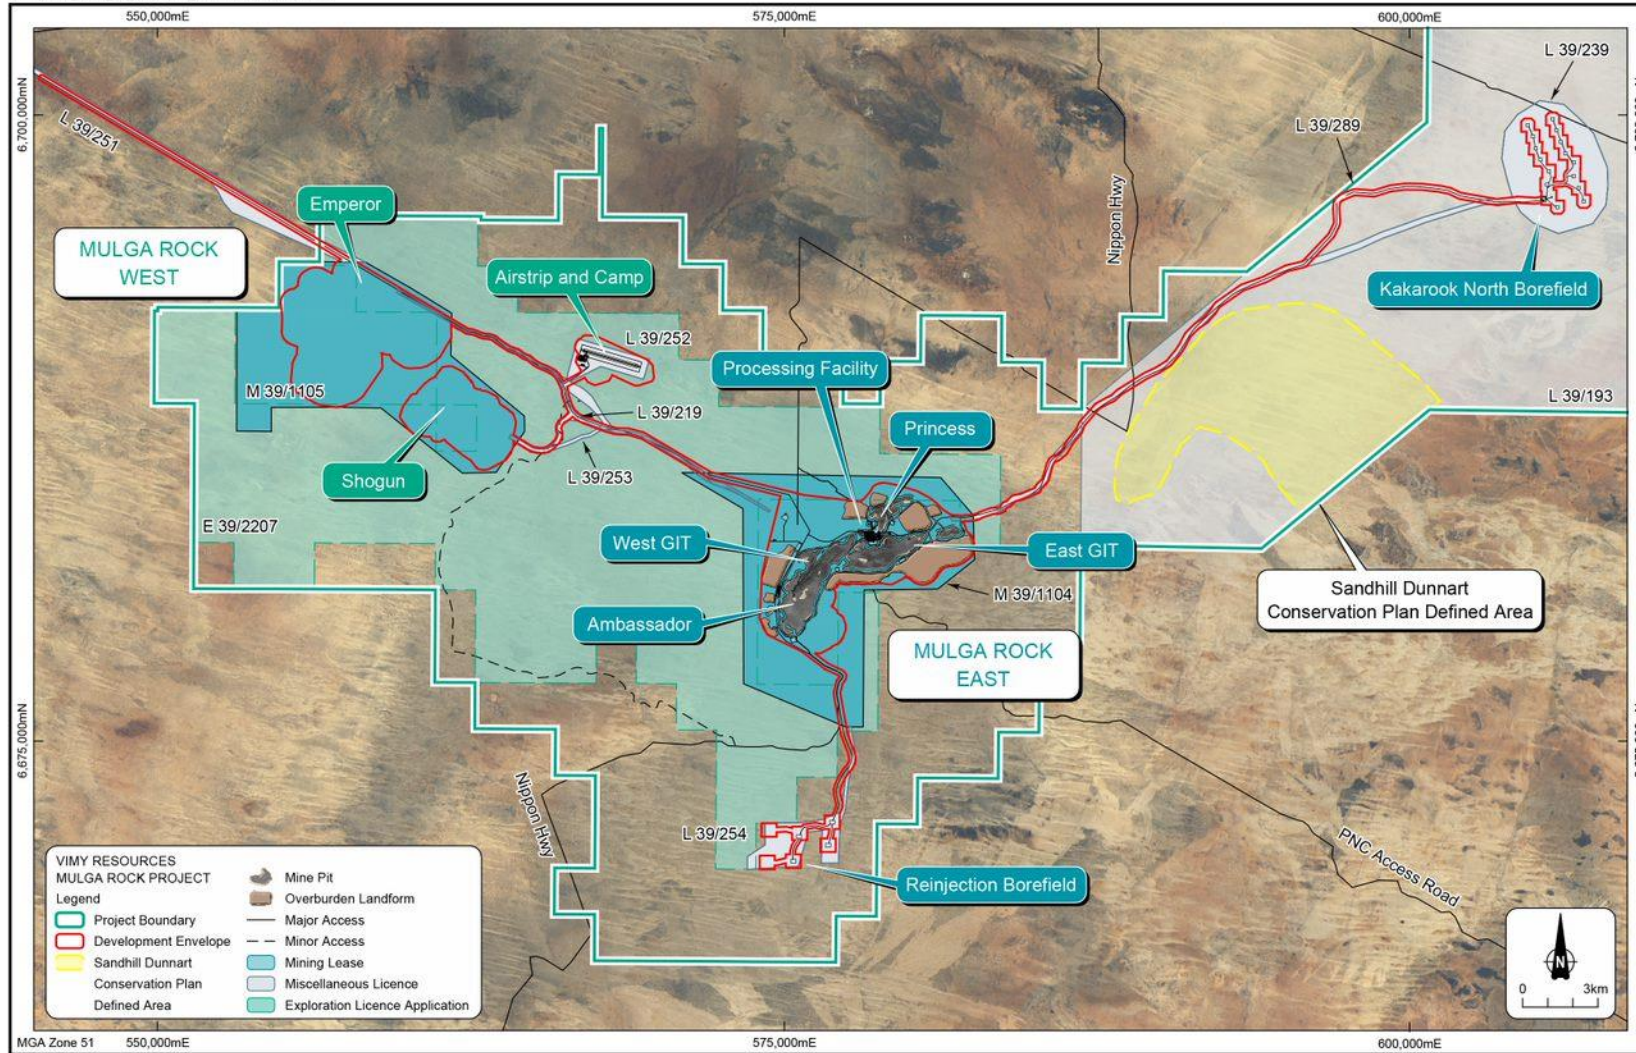 550,000mE
575,000mE
600,000mE
6,700,000mN
L 39/251
L 39/239
L 39/289
Nippon Hwy
Emperor
MULGA ROCK
WEST
Airstrip and Camp
Kakarook North Borefield
L 39/252
Processing Facility
M 39/1105
L 39/193
L 39/219
Princess
Shogun
L 39/253
E 39/2207
West GIT
East GIT
Sandhill Dunnart
Conservation Plan Defined Area
M 39/1104
Ambassador
MULGA ROCK
EAST
6,675,000mN
Nippon Hwy
L 39/254
PNC Access Road
Reinjection Borefield
VIMY RESOURCES
MULGA ROCK PROJECT
Legend
Project Boundary
Development Envelope
Sandhill Dunnart
Conservation Plan
Defined Area
Mine Pit
Overburden Landform
Major Access
Minor Access
Mining Lease
Miscellaneous Licence
Exploration Licence Application
N
0 3km
MGA Zone 51
550,000mE
575,000mE
600,000mE